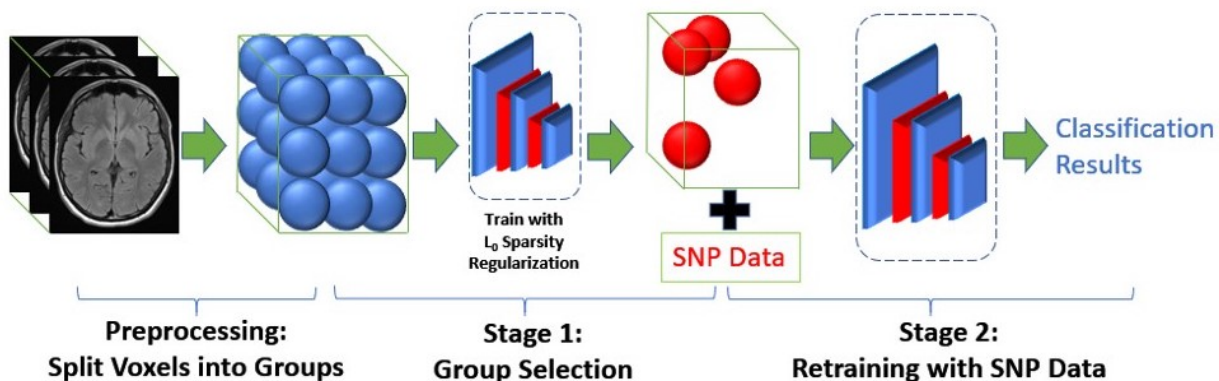 Train with
L₀ Sparsity
Regularization
SNP Data
Classification
Results
Preprocessing:
Split Voxels into Groups
Stage 1:
Group Selection
Stage 2:
Retraining with SNP Data